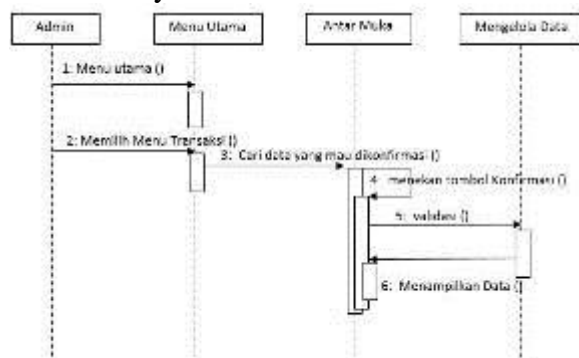 Admin
Menu Utama
Antar Muka
Mengelola Data
1: Menu utama ()
2: Memilih Menu Transaksi ()
3: Cari data yang mau dikonfirmasi ()
4 menekan tombol Konfirmasi ()
5: validasi ()
6: Menampilkan Data ()